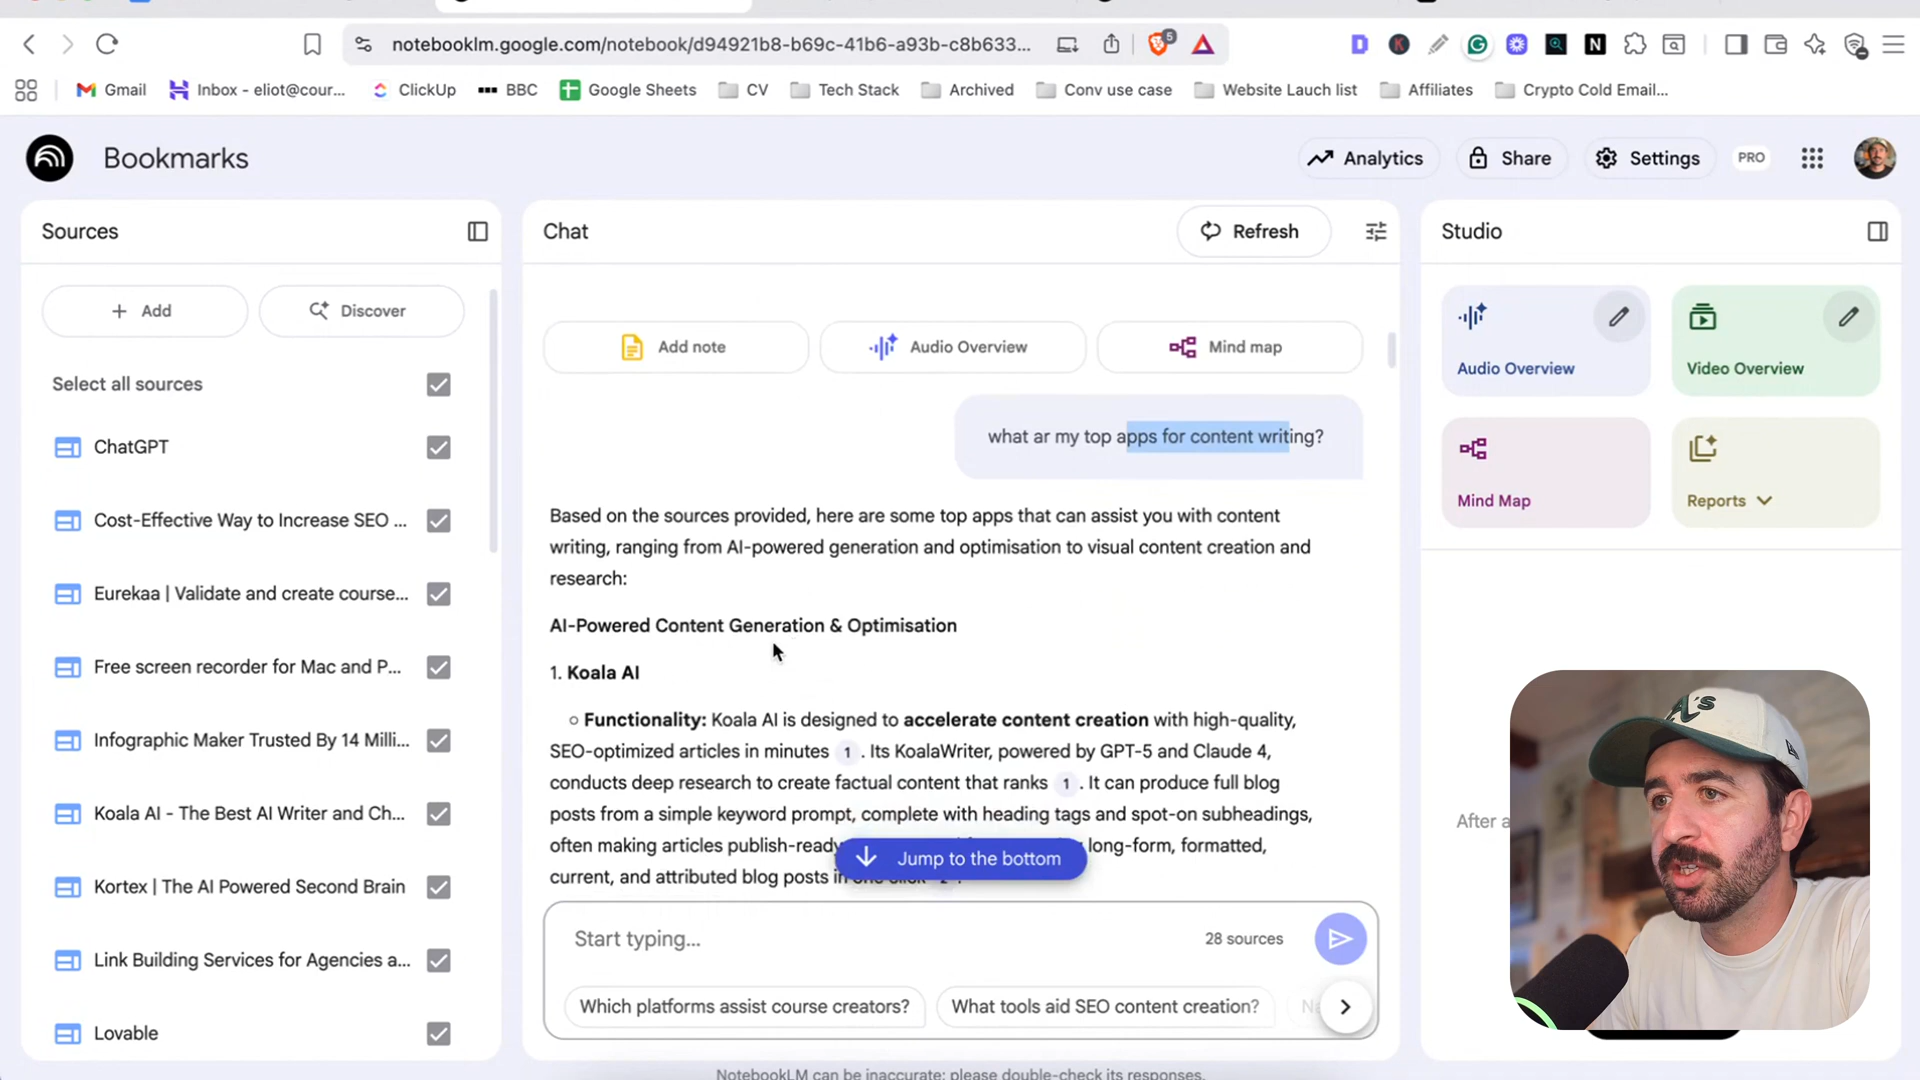 notebooklm.google.com/notebook/d94921b8-b69c-41b6-a93b-c8b633...
5
Gmail
Inbox - eliot@cour...
ClickUp
BBC
Google Sheets
CV
Tech Stack
Archived
Conv use case
Website Lauch list
Affiliates
Crypto Cold Email...
Bookmarks
Analytics
Share
Settings
PRO
Sources
Add
Discover
Select all sources
ChatGPT
Cost-Effective Way to Increase SEO ...
Eurekaa | Validate and create course...
Free screen recorder for Mac and P...
Infographic Maker Trusted By 14 Milli...
Koala AI - The Best AI Writer and Ch...
Kortex | The AI Powered Second Brain
Link Building Services for Agencies a...
Lovable
Chat
Refresh
Add note
Audio Overview
Mind map
what ar my top apps for content writing?
Based on the sources provided, here are some top apps that can assist you with content
writing, ranging from AI-powered generation and optimisation to visual content creation and
research:
AI-Powered Content Generation & Optimisation
1. Koala AI
Functionality: Koala AI is designed to accelerate content creation with high-quality,
SEO-optimized articles in minutes 1 . Its KoalaWriter, powered by GPT-5 and Claude 4,
conducts deep research to create factual content that ranks 1 . It can produce full blog
posts from a simple keyword prompt, complete with heading tags and spot-on subheadings,
often making articles publish-ready long-form, formatted,
current, and attributed blog posts in one click
Jump to the bottom
Start typing...
28 sources
Which platforms assist course creators?
What tools aid SEO content creation?
NotebookLM can be inaccurate; please double-check its responses.
Studio
Audio Overview
Video Overview
Mind Map
Reports
After a